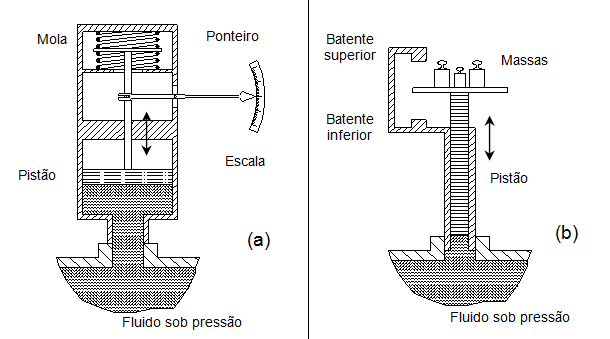 Mola
Ponteiro
Escala
Pistão
(a)
Fluido sob pressão
Batente
superior
Massas
Batente
inferior
Pistão
(b)
Fluido sob pressão